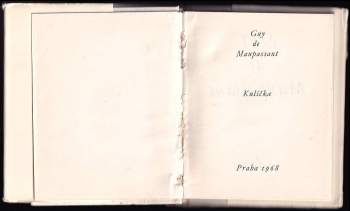 Guy
de
Maupassant
Kulička
Praha 1968